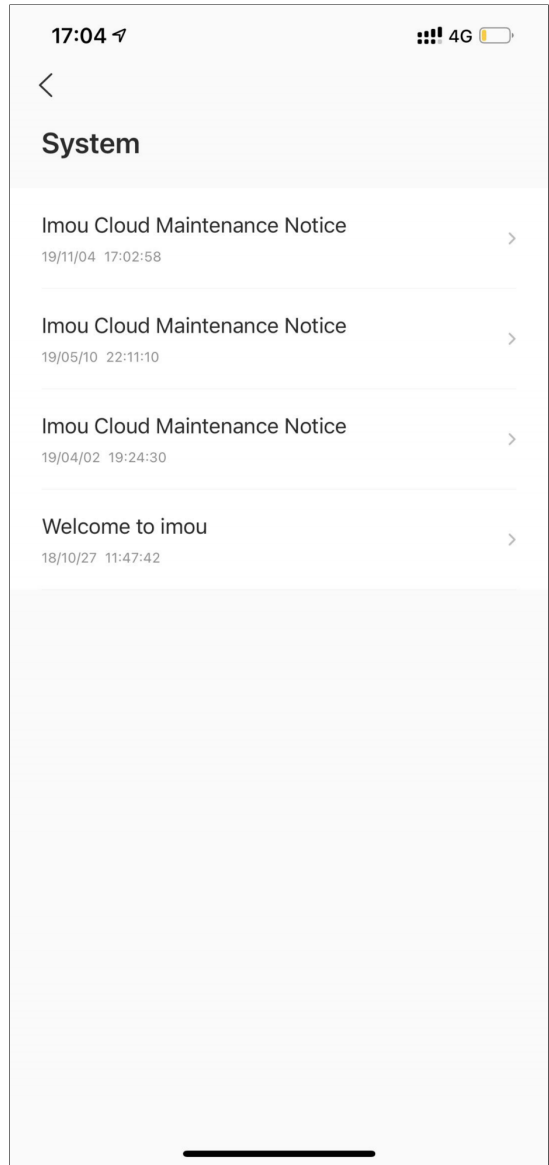 17:04
4G
System
Imou Cloud Maintenance Notice
19/11/04 17:02:58
Imou Cloud Maintenance Notice
19/05/10 22:11:10
Imou Cloud Maintenance Notice
19/04/02 19:24:30
Welcome to imou
18/10/27 11:47:42